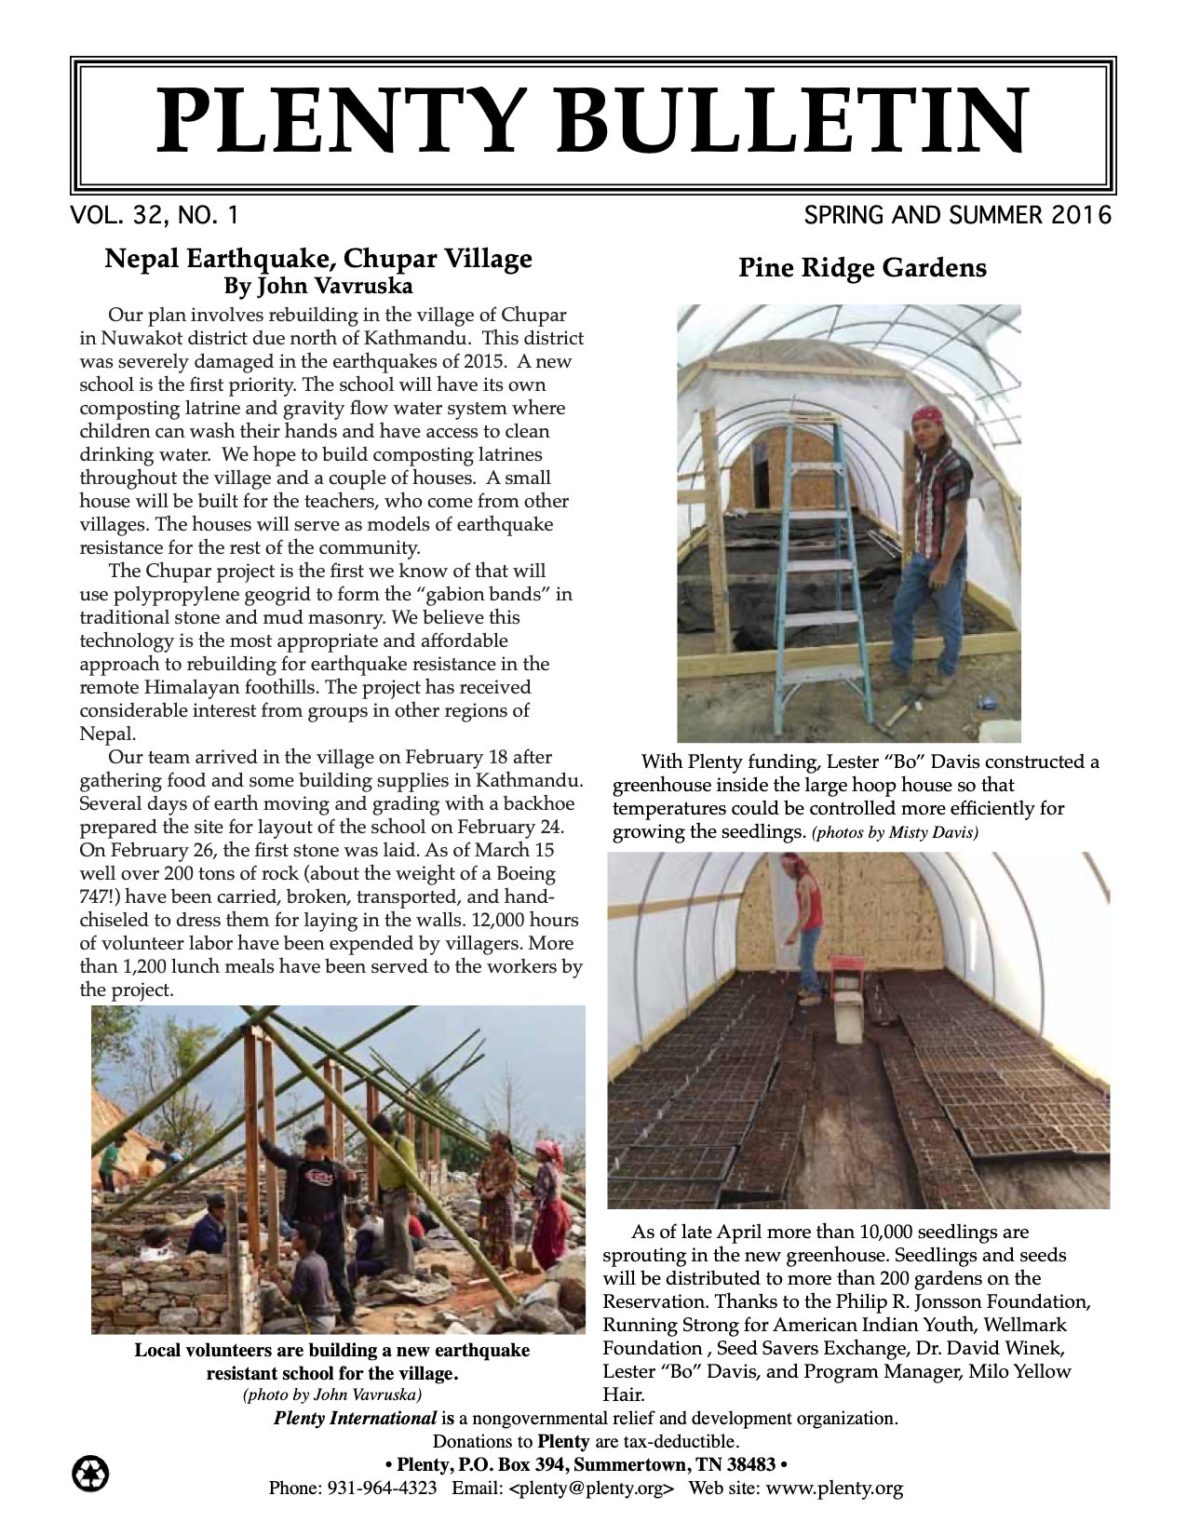 PLENTY BULLETIN
VOL. 32, NO. 1
SPRING AND SUMMER 2016
Nepal Earthquake, Chupar Village
By John Vavruska
Our plan involves rebuilding in the village of Chupar
in Nuwakot district due north of Kathmandu.  This district
was severely damaged in the earthquakes of 2015.  A new
school is the first priority. The school will have its own
composting latrine and gravity flow water system where
children can wash their hands and have access to clean
drinking water.  We hope to build composting latrines
throughout the village and a couple of houses.  A small
house will be built for the teachers, who come from other
villages. The houses will serve as models of earthquake
resistance for the rest of the community.
The Chupar project is the first we know of that will
use polypropylene geogrid to form the “gabion bands” in
traditional stone and mud masonry. We believe this
technology is the most appropriate and affordable
approach to rebuilding for earthquake resistance in the
remote Himalayan foothills. The project has received
considerable interest from groups in other regions of
Nepal.
Our team arrived in the village on February 18 after
gathering food and some building supplies in Kathmandu.
Several days of earth moving and grading with a backhoe
prepared the site for layout of the school on February 24.
On February 26, the first stone was laid. As of March 15
well over 200 tons of rock (about the weight of a Boeing
747!) have been carried, broken, transported, and hand-
chiseled to dress them for laying in the walls. 12,000 hours
of volunteer labor have been expended by villagers. More
than 1,200 lunch meals have been served to the workers by
the project.
Local volunteers are building a new earthquake
resistant school for the village.
(photo by John Vavruska)
Pine Ridge Gardens
With Plenty funding, Lester “Bo” Davis constructed a
greenhouse inside the large hoop house so that
temperatures could be controlled more efficiently for
growing the seedlings. (photos by Misty Davis)
As of late April more than 10,000 seedlings are
sprouting in the new greenhouse. Seedlings and seeds
will be distributed to more than 200 gardens on the
Reservation. Thanks to the Philip R. Jonsson Foundation,
Running Strong for American Indian Youth, Wellmark
Foundation , Seed Savers Exchange, Dr. David Winek,
Lester “Bo” Davis, and Program Manager, Milo Yellow
Hair.
Plenty International is a nongovernmental relief and development organization.
Donations to Plenty are tax-deductible.
• Plenty, P.O. Box 394, Summertown, TN 38483 •
Phone: 931-964-4323   Email: <plenty@plenty.org>   Web site: www.plenty.org